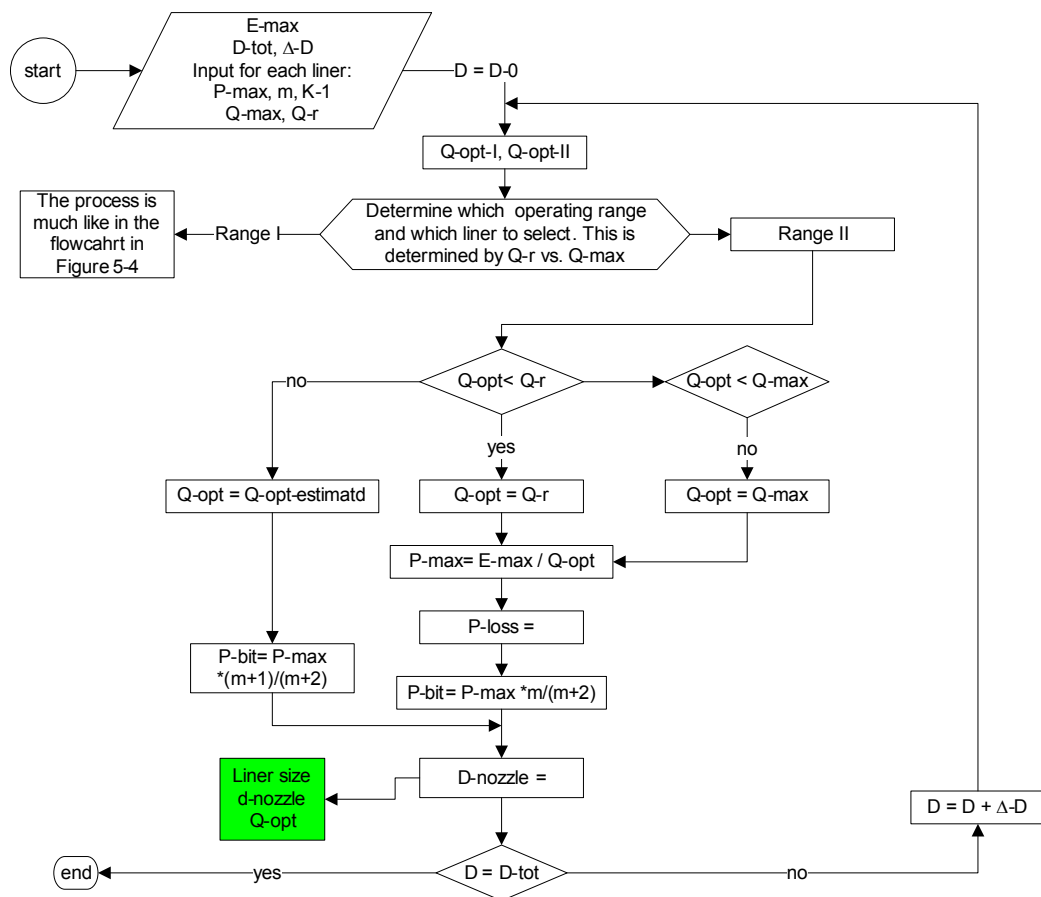 E-max
D-tot, Δ-D
Input for each liner:
P-max, m, K-1
Q-max, Q-r
start
D = D-0
Q-opt-I, Q-opt-II
The process is
much like in the
flowcahrt in
Figure 5-4
Range I
Determine which operating range
and which liner to select. This is
determined by Q-r vs. Q-max
Range II
no
Q-opt< Q-r
Q-opt < Q-max
yes
no
Q-opt = Q-opt-estimatd
Q-opt = Q-r
Q-opt = Q-max
P-max= E-max / Q-opt
P-loss =
P-bit= P-max
*(m+1)/(m+2)
P-bit= P-max *m/(m+2)
Liner size
d-nozzle
Q-opt
D-nozzle =
D = D + Δ-D
end
yes
D = D-tot
no